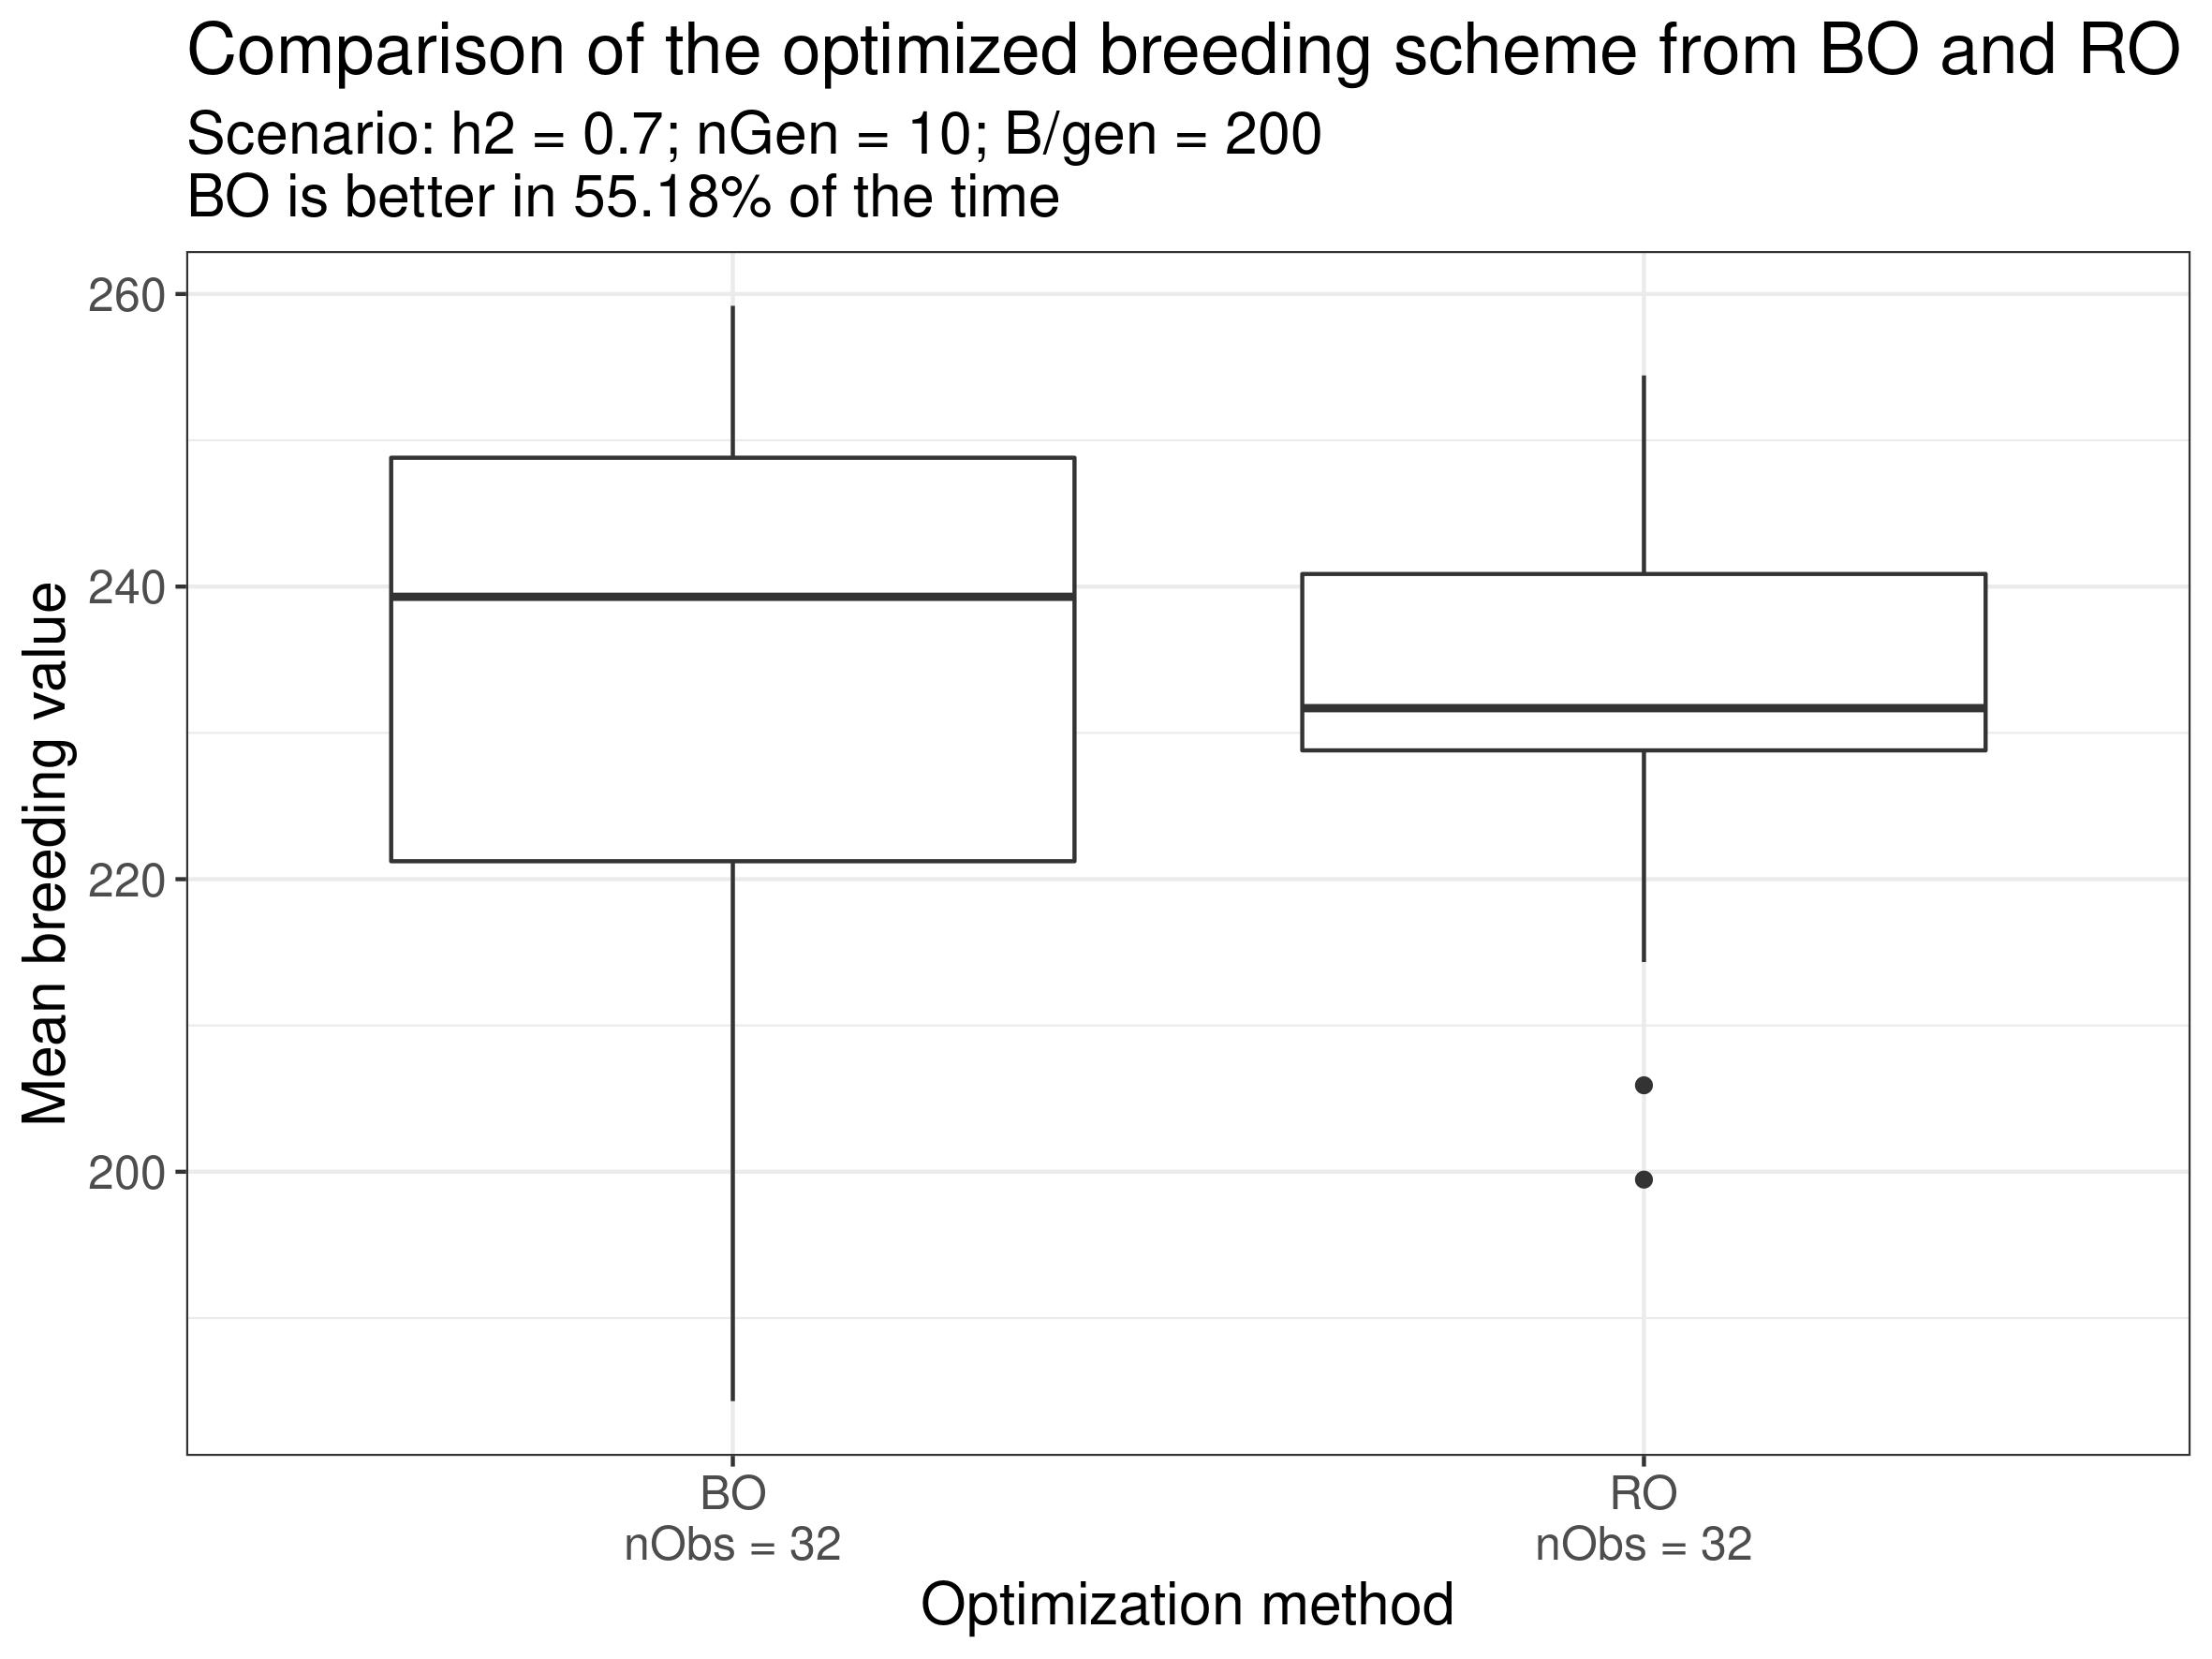 Comparison of the optimized breeding scheme from BO and RO
Scenario: h2 = 0.7; nGen = 10; B/gen = 200
BO is better in 55.18% of the time
Mean breeding value
260
240
220
200
BO
nObs = 32
RO
nObs = 32
Optimization method